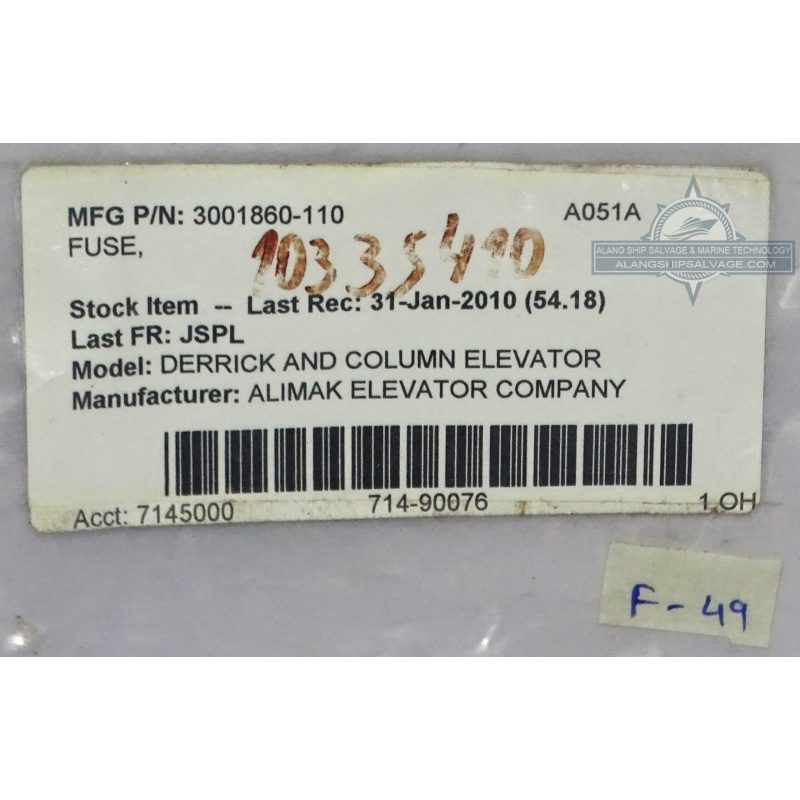 MFG P/N: 3001860-110 A051A
FUSE,
10335410
Stock Item -- Last Rec: 31-Jan-2010 (54.18)
Last FR: JSPL
Model: DERRICK AND COLUMN ELEVATOR
Manufacturer: ALIMAK ELEVATOR COMPANY
Acct: 7145000 714-90076 1 OH
F-49
ALANG SHIP SALVAGE & MARINE TECHNOLOGY
ALANGSHIPSALVAGE.COM